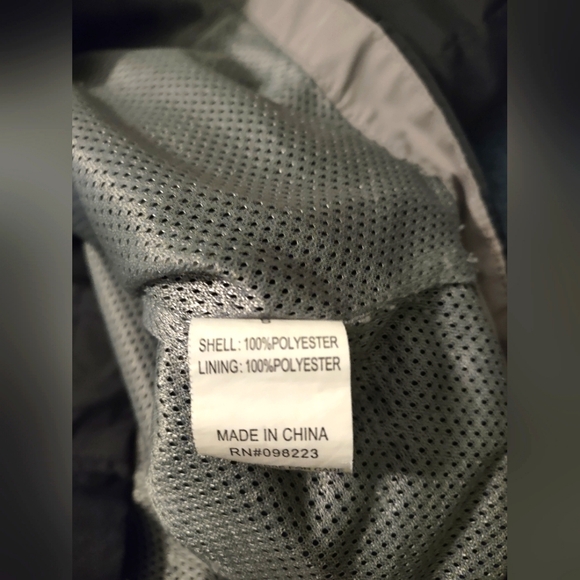 SHELL: 100%POLYESTER
LINING: 100%POLYESTER
MADE IN CHINA
RN#098223